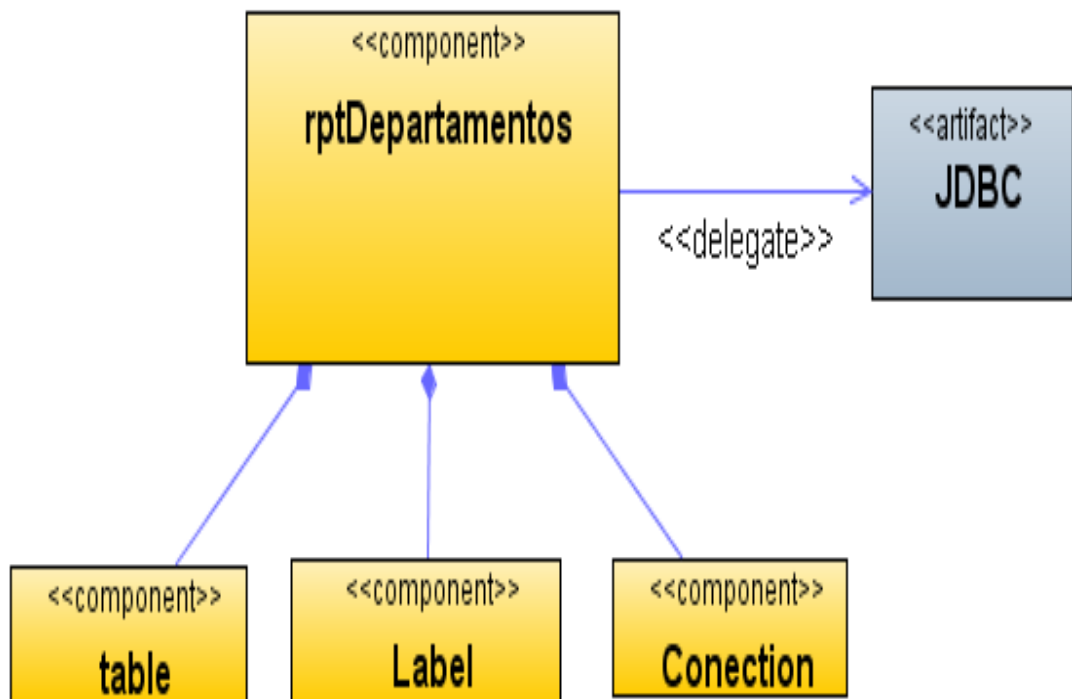 <<component>>
rptDepartamentos
<<artifact>>
JDBC
<<delegate>>
<<component>>
table
<<component>>
Label
<<component>>
Conection